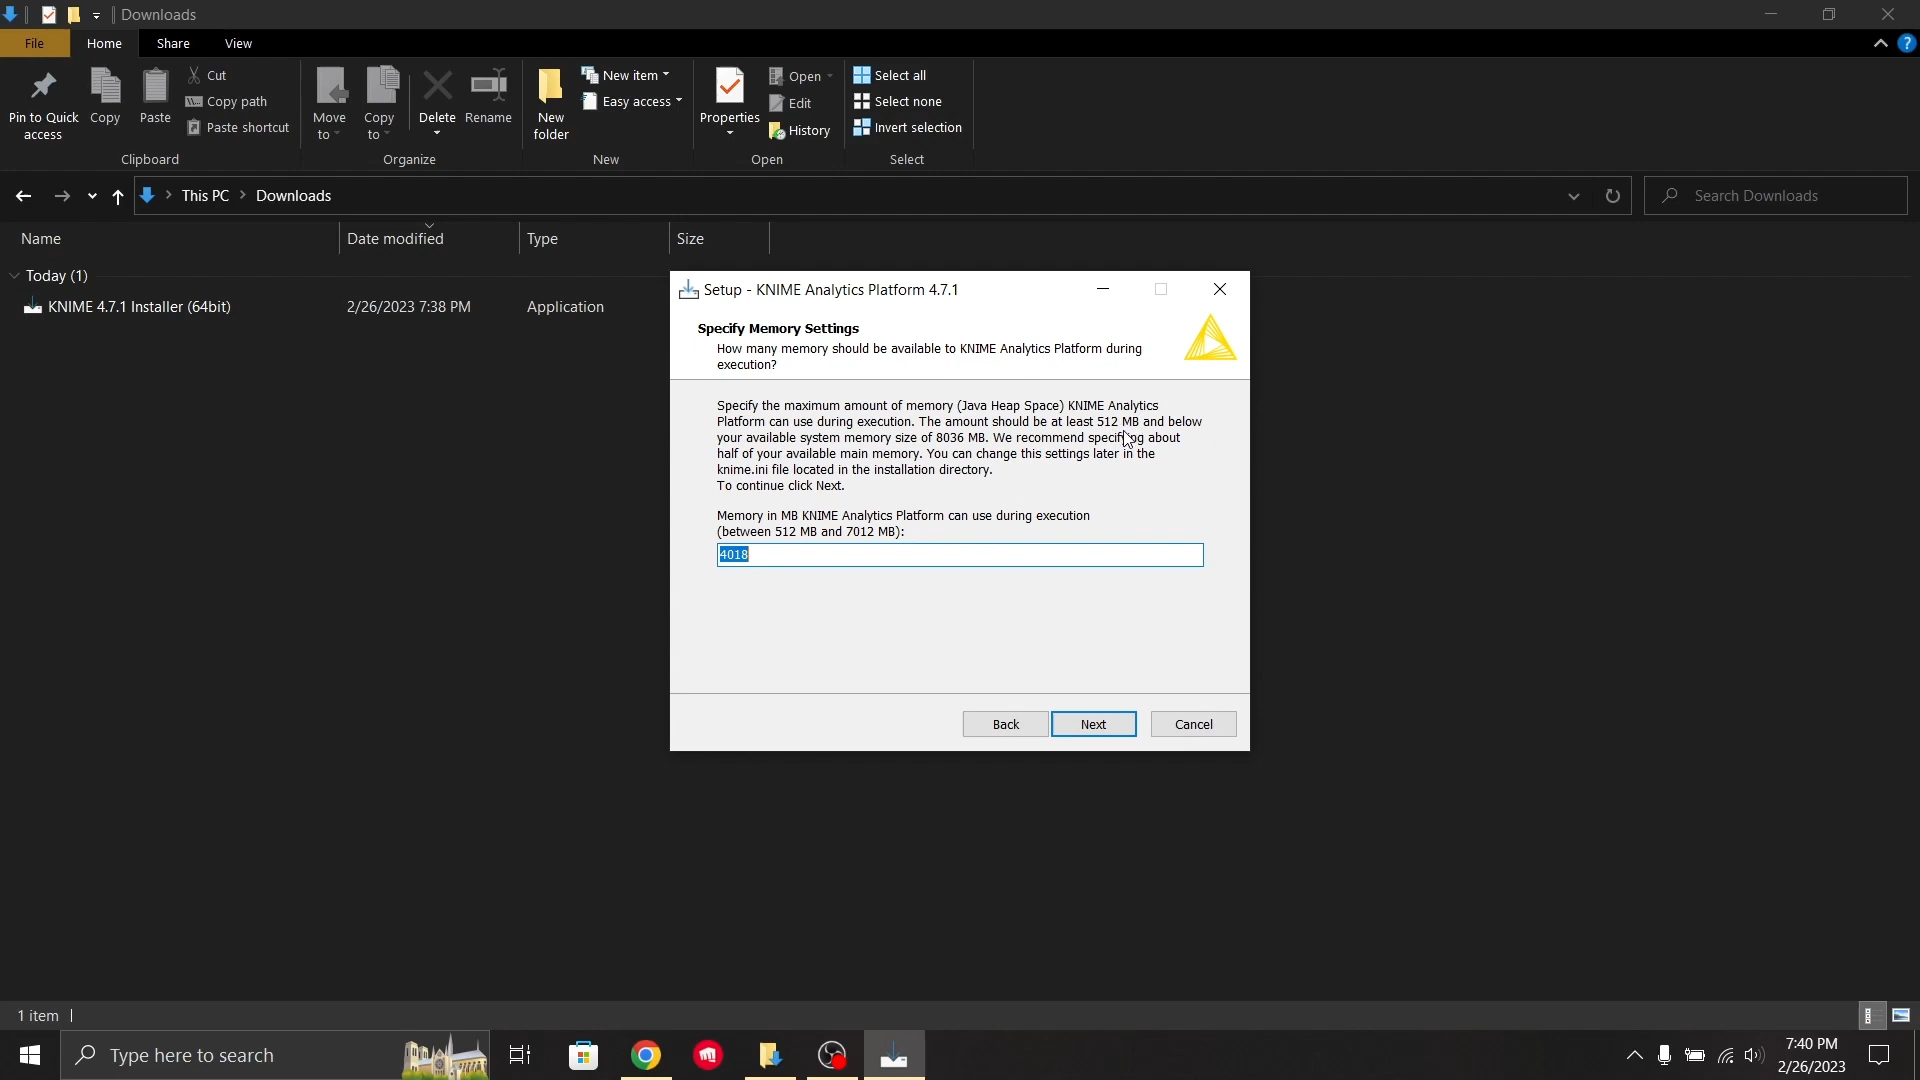 Downloads
File
Home
Share
View
Pin to Quick
access
Copy
Paste
Cut
Copy path
Paste shortcut
Clipboard
Move
to
Copy
to
Delete
Rename
Organize
New
folder
New item
Easy access
New
Properties
Open
Edit
History
Open
Select all
Select none
Invert selection
Select
This PC
Downloads
Search Downloads
Name
Date modified
Type
Size
Today (1)
KNIME 4.7.1 Installer (64bit)
2/26/2023 7:38 PM
Application
Setup - KNIME Analytics Platform 4.7.1
Specify Memory Settings
How many memory should be available to KNIME Analytics Platform during
execution?
Specify the maximum amount of memory (Java Heap Space) KNIME Analytics
Platform can use during execution. The amount should be at least 512 MB and below
your available system memory size of 8036 MB. We recommend specifying about
half of your available main memory. You can change this settings later in the
knime.ini file located in the installation directory.
To continue click Next.
Memory in MB KNIME Analytics Platform can use during execution
(between 512 MB and 7012 MB):
4018
Back
Next
Cancel
1 item
Type here to search
7:40 PM
2/26/2023